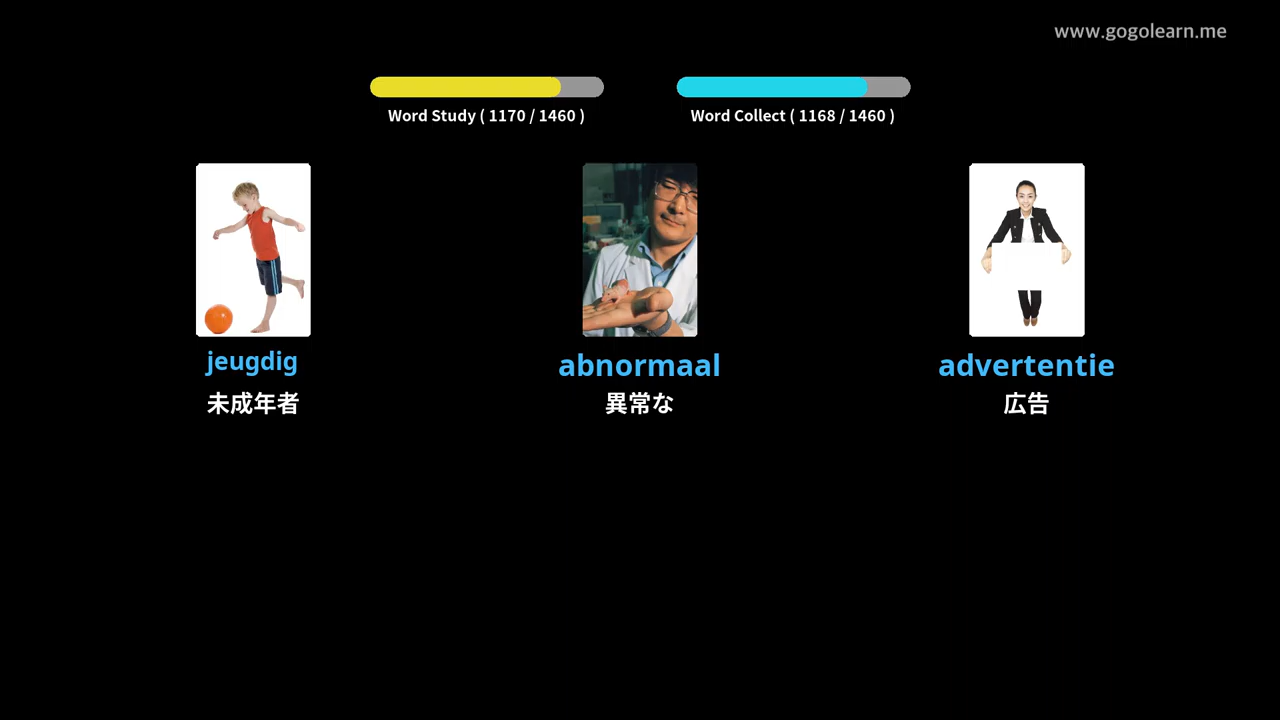 www.gogolearn.me
Word Study ( 1170 / 1460 )
Word Collect ( 1168 / 1460 )
jeugdig
未成年者
abnormaal
異常な
advertentie
広告